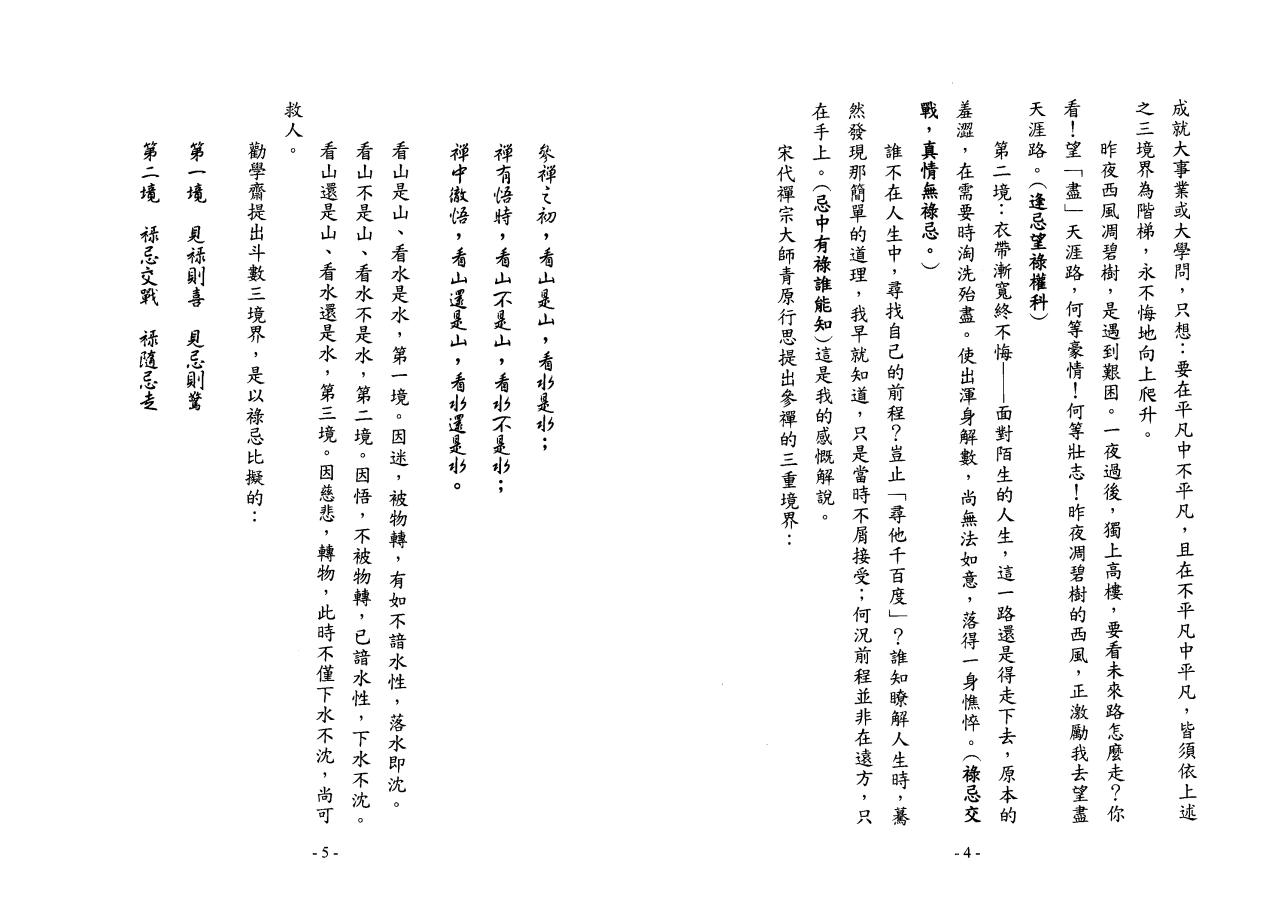 成就大事業或大學問，只想：要在平凡中不平凡，且在不平凡中平凡，皆須依上述
之三境界為階梯，永不悔地向上爬升。
昨夜西風凋碧樹，是遇到艱困。一夜過後，獨上高樓，要看未來路怎麼走？你
看！望「盡」天涯路，何等豪情！何等壯志！昨夜凋碧樹的西風，正激勵我去望盡
天涯路。（逢忌望祿權科）
第二境：衣帶漸寬終不悔——面對陌生的人生，這一路還是得走下去，原本的
羞澀，在需要時淘洗殆盡。使出渾身解數，尚無法如意，落得一身憔悴。（祿忌交
戰，真情無祿忌。）
誰不在人生中，尋找自己的前程？豈止「尋他千百度」？誰知瞭解人生時，驀
然發現那簡單的道理，我早就知道，只是當時不屑接受；何況前程並非在遠方，只
在手上。（忌中有祿誰能知）這是我的感慨解說。
宋代禪宗大師青原行思提出參禪的三重境界：
- 4 -
參禪之初，看山是山，看水是水；
禪有悟時，看山不是山，看水不是水；
禪中徹悟，看山還是山，看水還是水。
看山是山、看水是水，第一境。因迷，被物轉，有如不諳水性，落水即沈。
看山不是山、看水不是水，第二境。因悟，不被物轉，已諳水性，下水不沈。
看山還是山、看水還是水，第三境。因慈悲，轉物，此時不僅下水不沈，尚可
救人。
勸學齋提出斗數三境界，是以祿忌比擬的：
第一境　見祿則喜　見忌則驚
第二境　祿忌交戰　祿隨忌走
- 5 -